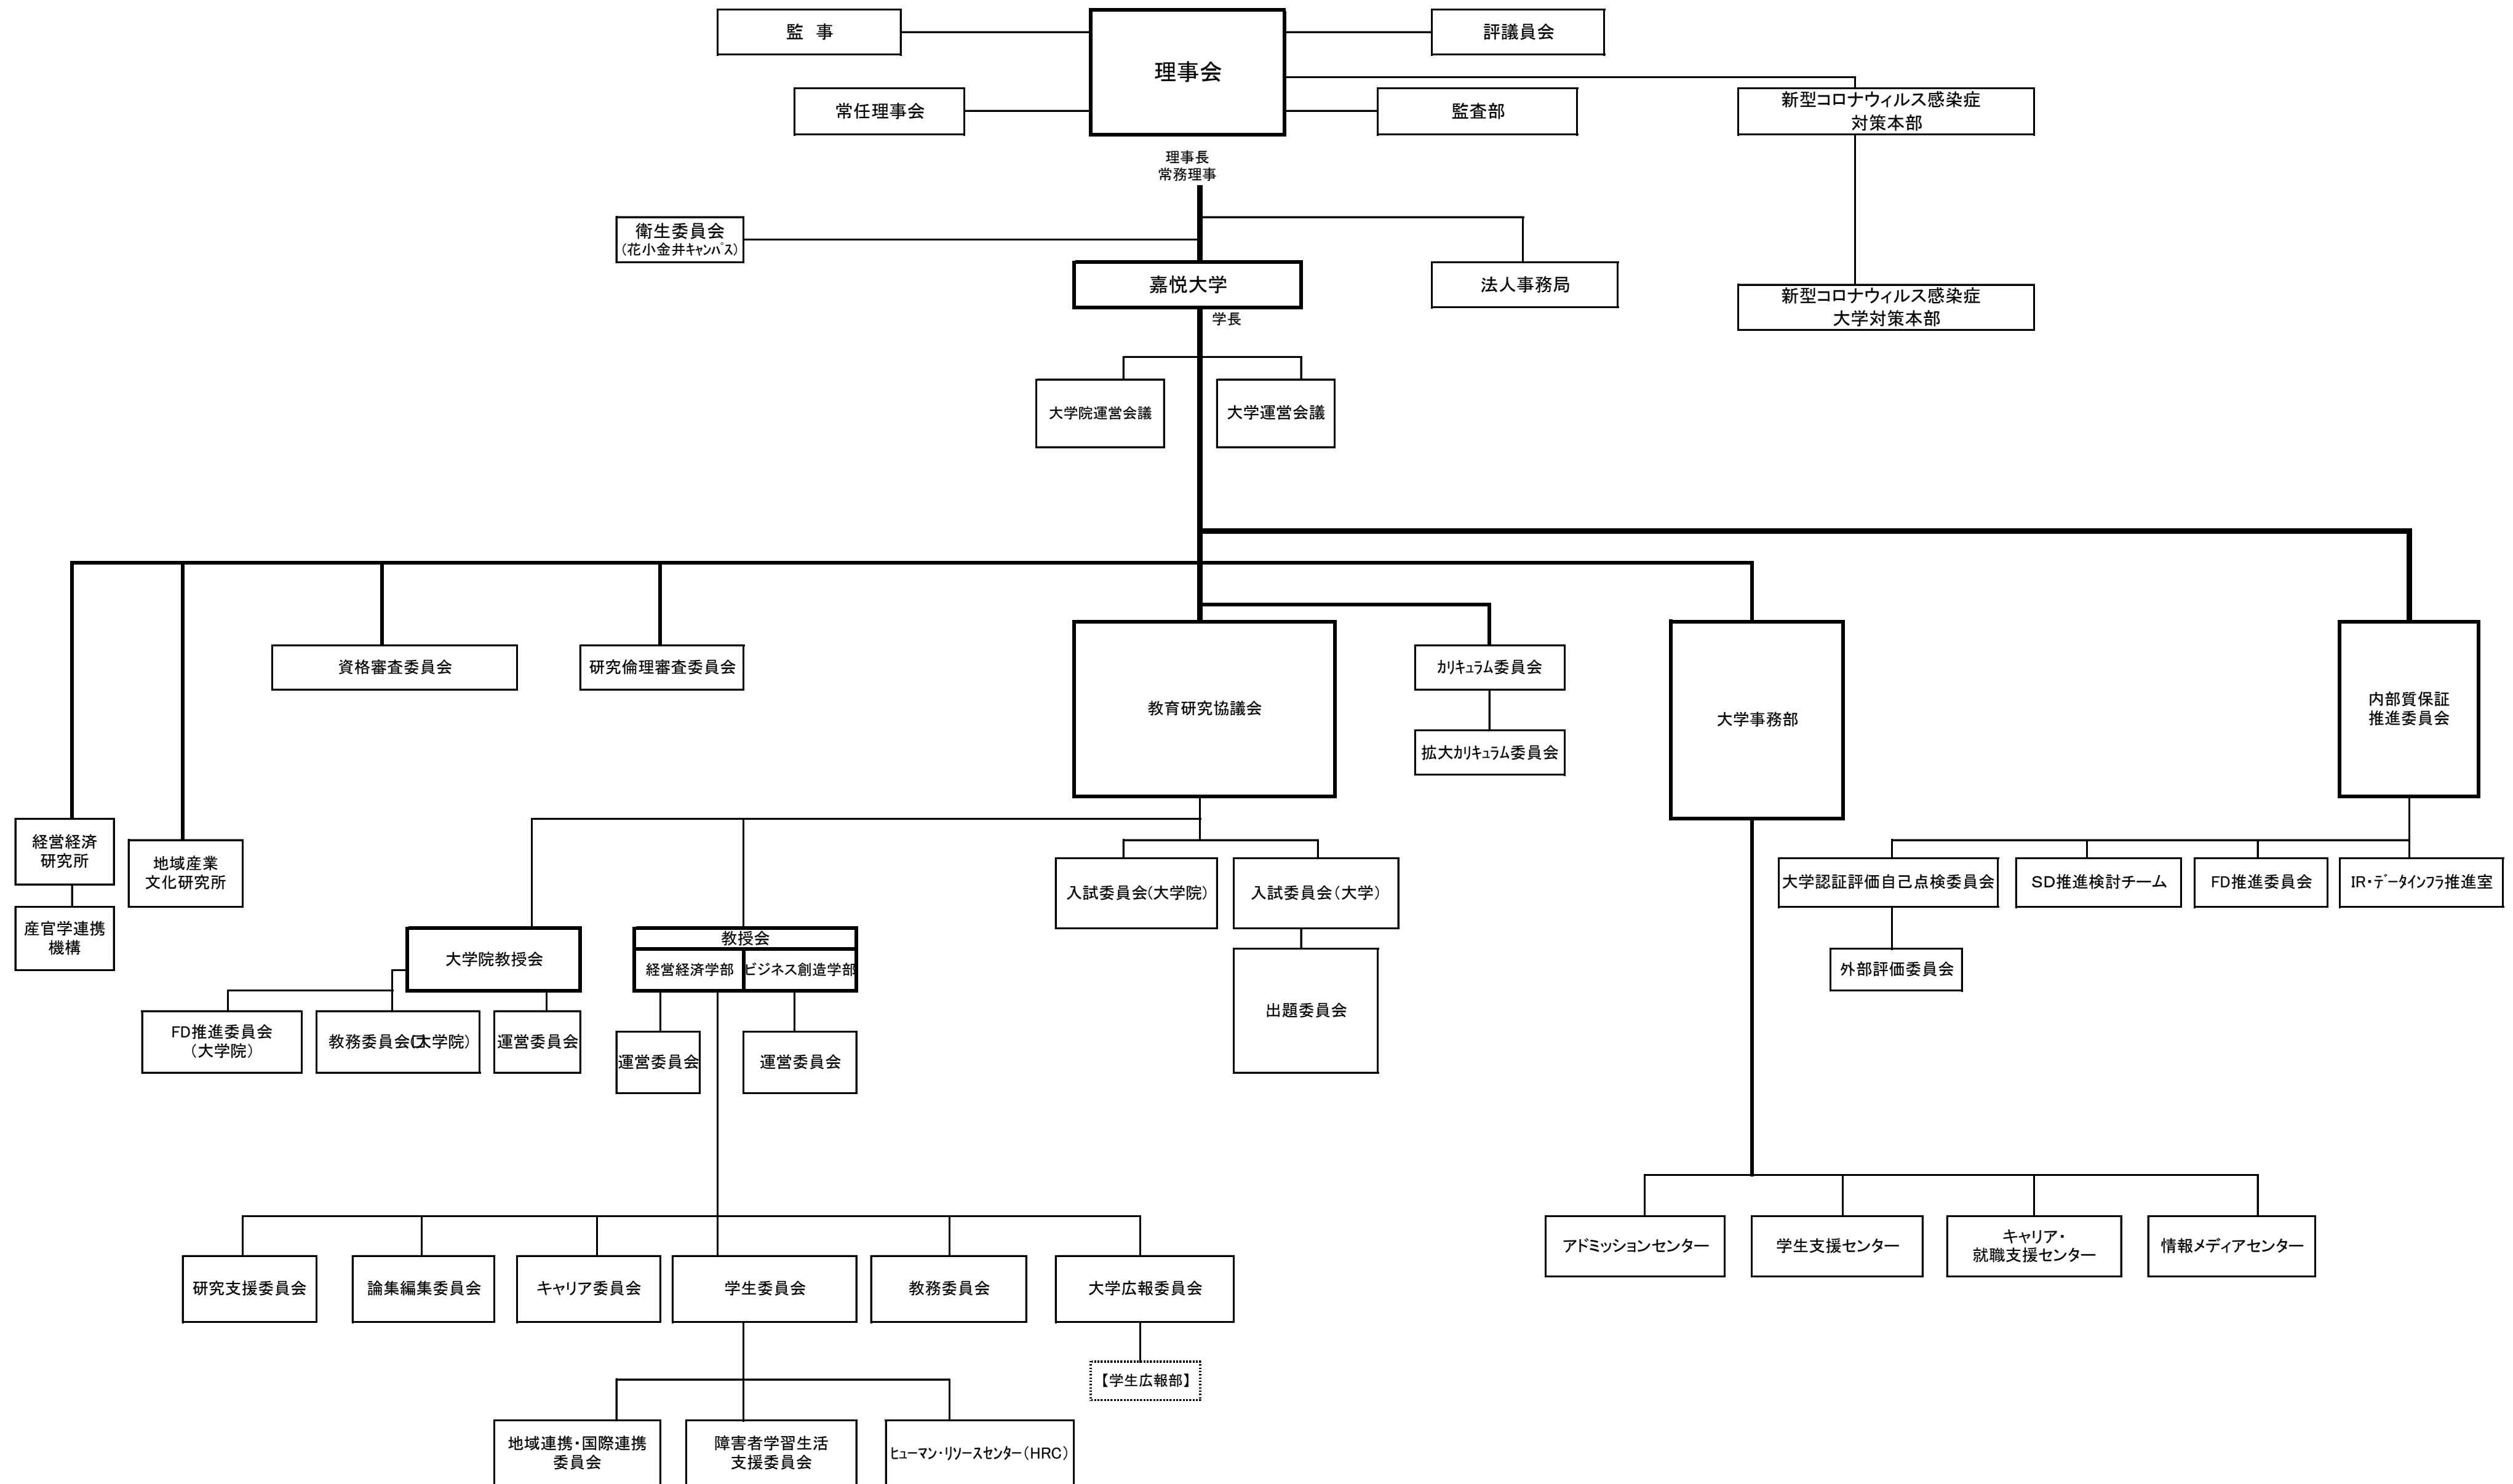 監　事
理事会
評議員会
常任理事会
監査部
新型コロナウィルス感染症
対策本部
理事長
常務理事
衛生委員会
(花小金井ｷｬﾝﾊﾟｽ)
嘉悦大学
法人事務局
新型コロナウィルス感染症
大学対策本部
学長
大学院運営会議
大学運営会議
資格審査委員会
研究倫理審査委員会
教育研究協議会
ｶﾘｷｭﾗﾑ委員会
拡大ｶﾘｷｭﾗﾑ委員会
大学事務部
内部質保証
推進委員会
経営経済
研究所
地域産業
文化研究所
産官学連携
機構
入試委員会(大学院)
入試委員会（大学）
大学認証評価自己点検委員会
ＳＤ推進検討チーム
FD推進委員会
IR・ﾃﾞｰﾀインフラ推進室
大学院教授会
教授会
経営経済学部
ビジネス創造学部
外部評価委員会
出題委員会
FD推進委員会
（大学院）
教務委員会(大学院)
運営委員会
運営委員会
運営委員会
アドミッションセンター
学生支援センター
キャリア・
就職支援センター
情報メディアセンター
研究支援委員会
論集編集委員会
キャリア委員会
学生委員会
教務委員会
大学広報委員会
【学生広報部】
地域連携・国際連携
委員会
障害者学習生活
支援委員会
ﾋｭｰﾏﾝ・ﾘｿｰｽｾﾝﾀｰ（HRC）